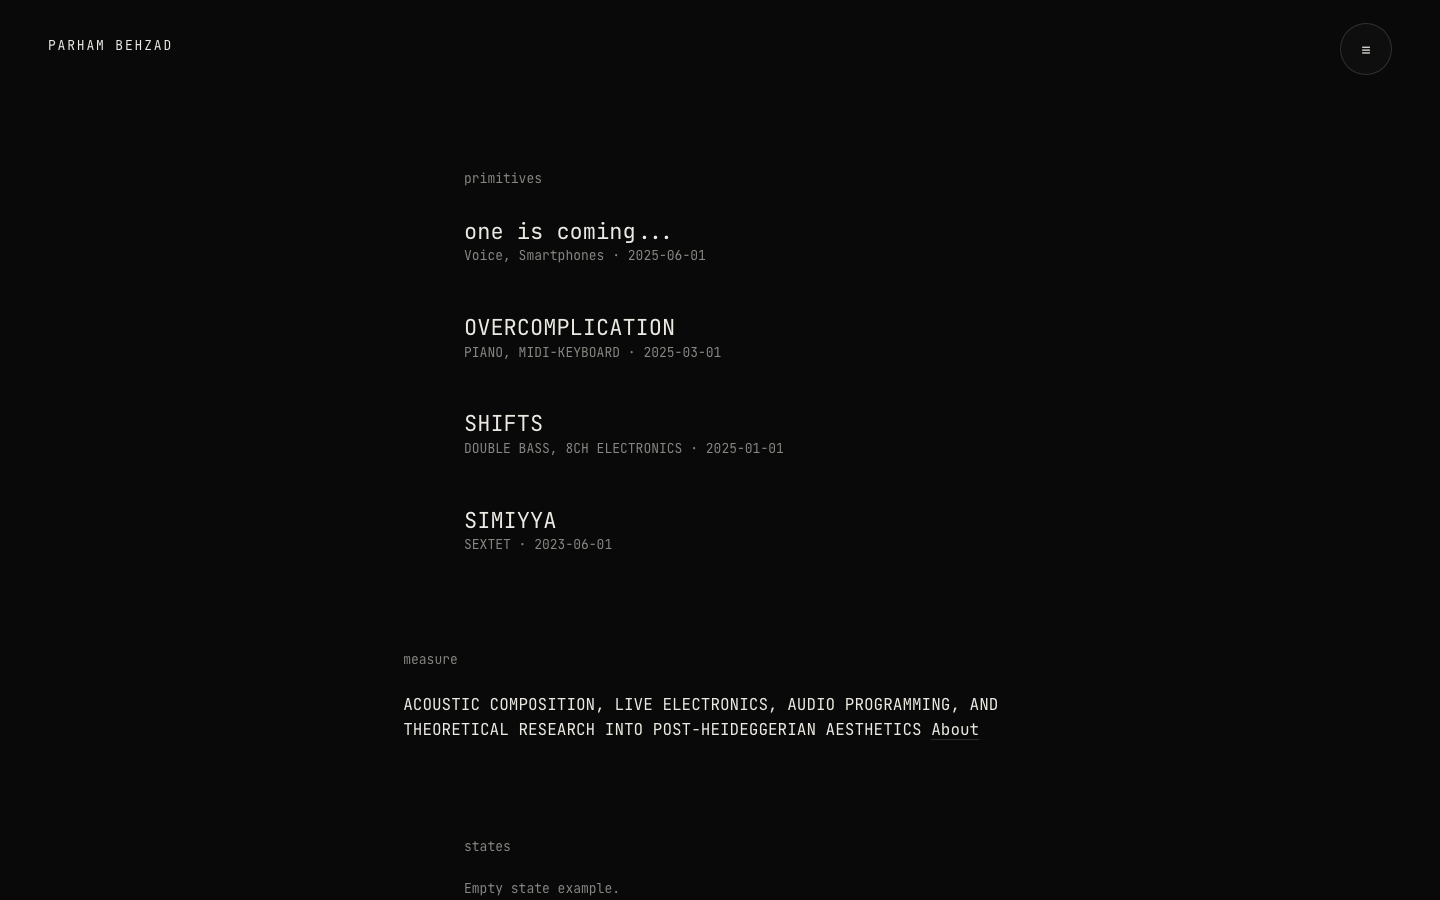 PARHAM BEHZAD
≡
primitives
one is coming...
Voice, Smartphones · 2025-06-01
OVERCOMPLICATION
PIANO, MIDI-KEYBOARD · 2025-03-01
SHIFTS
DOUBLE BASS, 8CH ELECTRONICS · 2025-01-01
SIMIYYA
SEXTET · 2023-06-01
measure
ACOUSTIC COMPOSITION, LIVE ELECTRONICS, AUDIO PROGRAMMING, AND
THEORETICAL RESEARCH INTO POST-HEIDEGGERIAN AESTHETICS About
states
Empty state example.